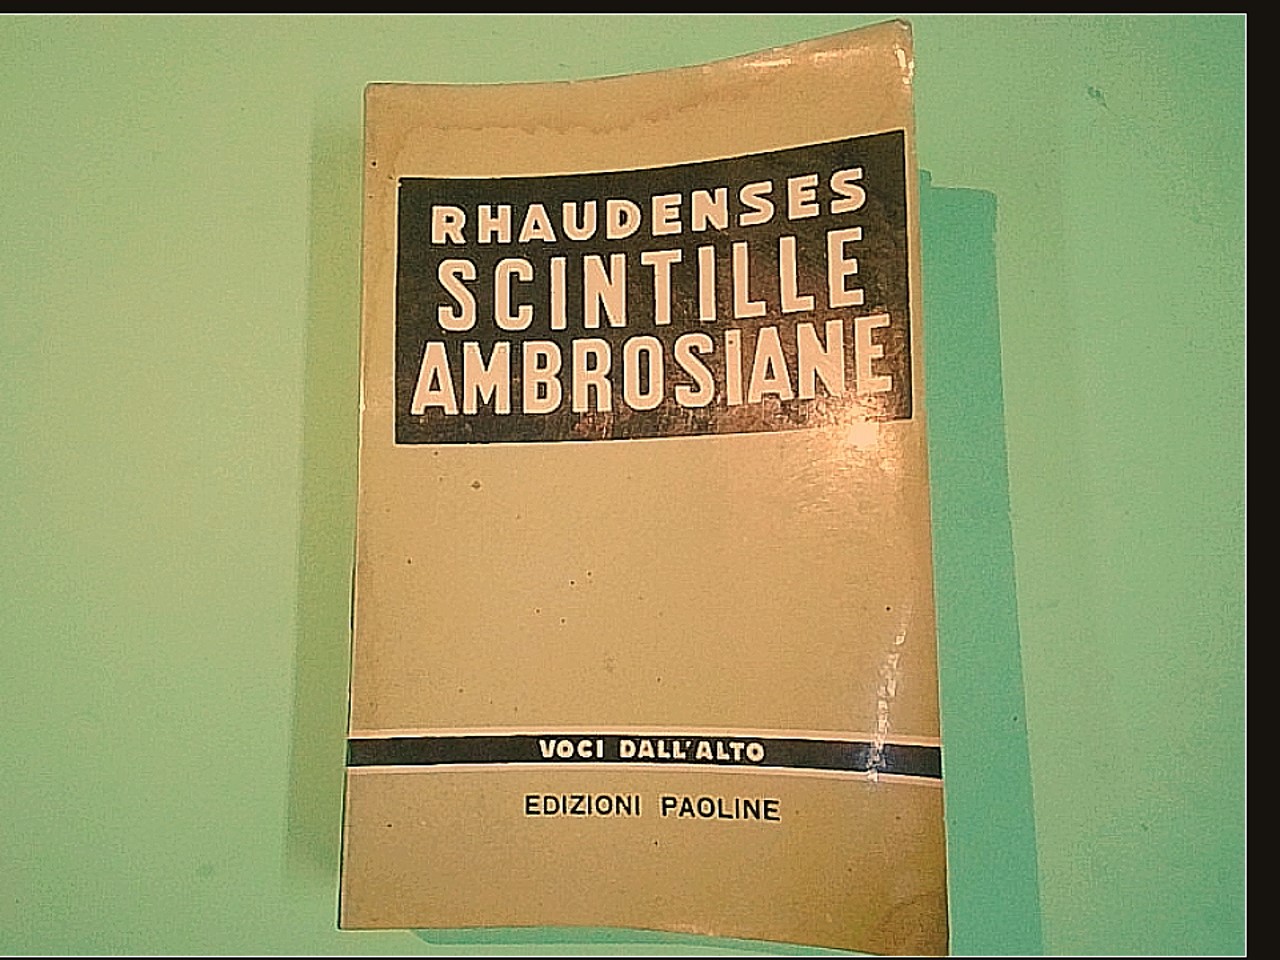 RHAUDENSES
SCINTILLE
AMBROSIANE
VOCI DALL'ALTO
EDIZIONI PAOLINE